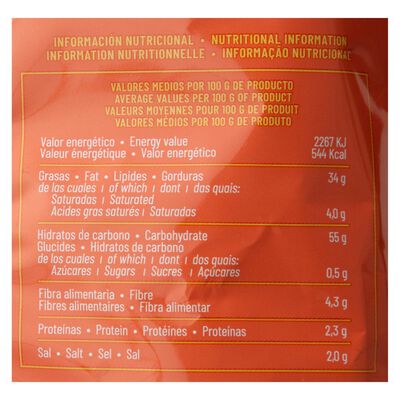 INFORMACIÓN NUTRICIONAL • NUTRITIONAL INFORMATION
INFORMATION NUTRITIONNELLE • INFORMAÇÃO NUTRICIONAL
VALORES MEDIOS POR 100 G DE PRODUCTO
AVERAGE VALUES PER 100 G OF PRODUCT
VALEURS MOYENNES POUR 100 G DE PRODUIT
VALORES MÉDIOS POR 100 G DE PRODUTO
Valor energético • Energy value 2267 KJ
Valeur énergétique • Valor energético 544 Kcal
Grasas • Fat • Lipides • Gorduras 34 g
de las cuales ı of which ı dont ı das quais:
Saturadas ı Saturated
Acides gras saturés ı Saturadas 4,0 g
Hidratos de carbono • Carbohydrate 55 g
Glucides • Hidratos de carbono
de los cuales ı of which ı dont ı dos quais:
Azúcares ı Sugars ı Sucres ı Açúcares 0,5 g
Fibra alimentaria • Fibre
Fibres alimentaires • Fibra alimentar 4,3 g
Proteínas • Protein • Protéines • Proteínas 2,3 g
Sal • Salt • Sel • Sal 2,0 g